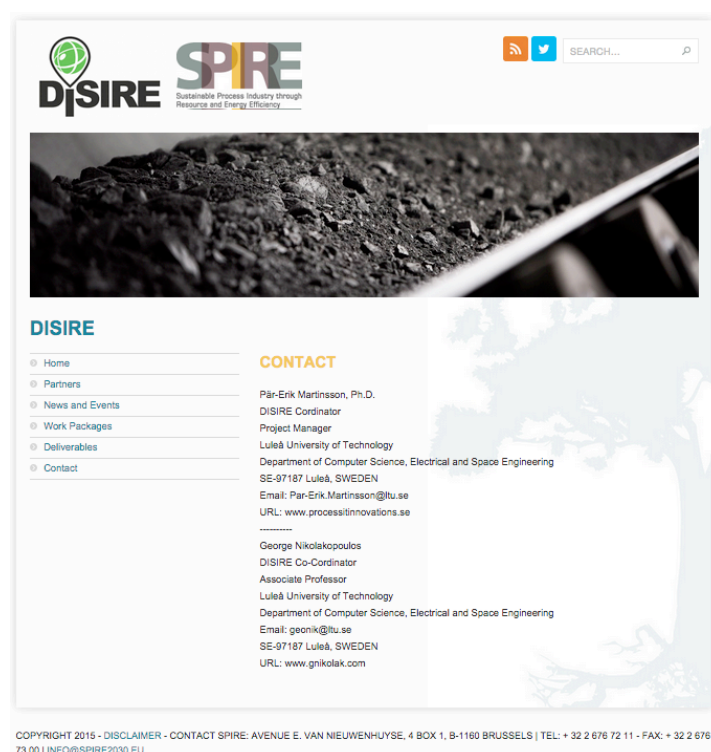 DiSIRE
SPIRE
Sustainable Process Industry through
Resource and Energy Efficiency
SEARCH...
DISIRE
Home
Partners
News and Events
Work Packages
Deliverables
Contact
CONTACT
Pär-Erik Martinsson, Ph.D.
DISIRE Cordinator
Project Manager
Luleå University of Technology
Department of Computer Science, Electrical and Space Engineering
SE-97187 Luleå, SWEDEN
Email: Par-Erik.Martinsson@ltu.se
URL: www.processitinnovations.se
----------
George Nikolakopoulos
DISIRE Co-Cordinator
Associate Professor
Luleå University of Technology
Department of Computer Science, Electrical and Space Engineering
Email: geonik@ltu.se
SE-97187 Luleå, SWEDEN
URL: www.gnikolak.com
COPYRIGHT 2015 - DISCLAIMER - CONTACT SPIRE: AVENUE E. VAN NIEUWENHUYSE, 4 BOX 1, B-1160 BRUSSELS | TEL: + 32 2 676 72 11 - FAX: + 32 2 676
73 00 | INFO@SPIRE2030.EU